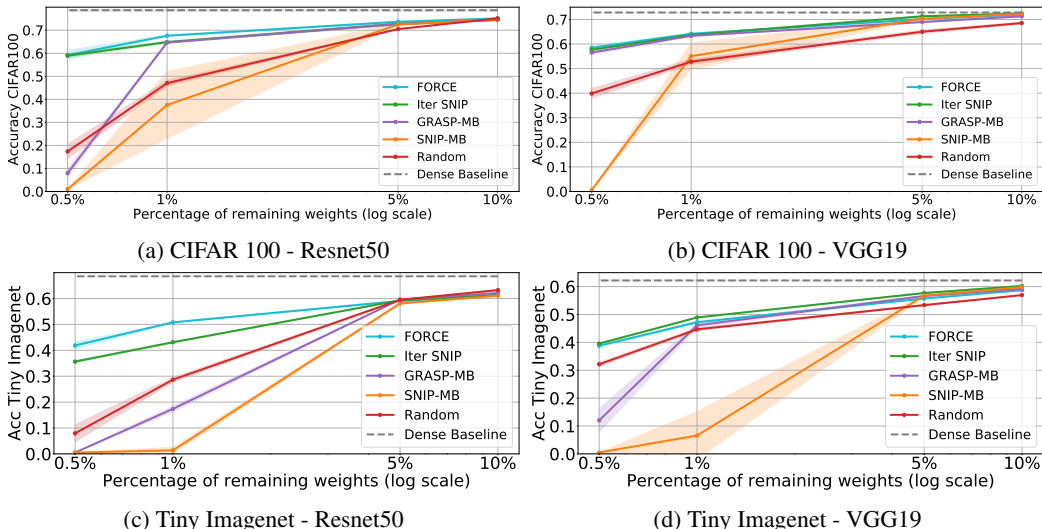 Accuracy CIFAR100
0.7
0.6
0.5
0.4
0.3
0.2
0.1
0.0
0.5%
1%
5%
10%
Percentage of remaining weights (log scale)
FORCE
Iter SNIP
GRASP-MB
SNIP-MB
Random
Dense Baseline
(a) CIFAR 100 - Resnet50
Accuracy CIFAR100
0.7
0.6
0.5
0.4
0.3
0.2
0.1
0.0
0.5%
1%
5%
10%
Percentage of remaining weights (log scale)
FORCE
Iter SNIP
GRASP-MB
SNIP-MB
Random
Dense Baseline
(b) CIFAR 100 - VGG19
Acc Tiny Imagenet
0.6
0.5
0.4
0.3
0.2
0.1
0.0
0.5%
1%
5%
10%
Percentage of remaining weights (log scale)
FORCE
Iter SNIP
GRASP-MB
SNIP-MB
Random
Dense Baseline
(c) Tiny Imagenet - Resnet50
Acc Tiny Imagenet
0.6
0.5
0.4
0.3
0.2
0.1
0.0
0.5%
1%
5%
10%
Percentage of remaining weights (log scale)
FORCE
Iter SNIP
GRASP-MB
SNIP-MB
Random
Dense Baseline
(d) Tiny Imagenet - VGG19